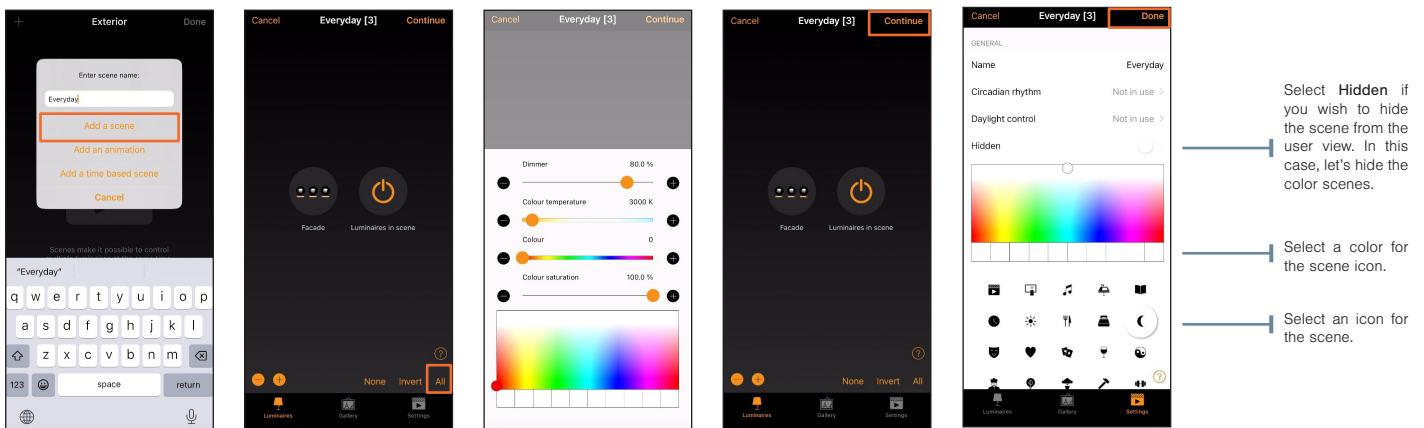 Exterior
Done
Enter scene name:
Everyday
Add a scene
Add an animation
Add a time based scene
Cancel
Scenes make it possible to control
"Everyday"
q w e r t y u i o p
a s d f g h j k l
z x c v b n m
123
space
return
Cancel
Everyday [3]
Continue
Facade
Luminaires in scene
?
None
Invert
All
Luminaires
Gallery
Settings
Cancel
Everyday [3]
Continue
Dimmer
80.0 %
Colour temperature
3000 K
Colour
0
Colour saturation
100.0 %
Cancel
Everyday [3]
Continue
Facade
Luminaires in scene
?
None
Invert
All
Luminaires
Gallery
Settings
Cancel
Everyday [3]
Done
GENERAL
Name
Everyday
Circadian rhythm
Not in use >
Daylight control
Not in use >
Hidden
?
Luminaires
Gallery
Settings
Select Hidden if
you wish to hide
the scene from the
user view. In this
case, let's hide the
color scenes.
Select a color for
the scene icon.
Select an icon for
the scene.